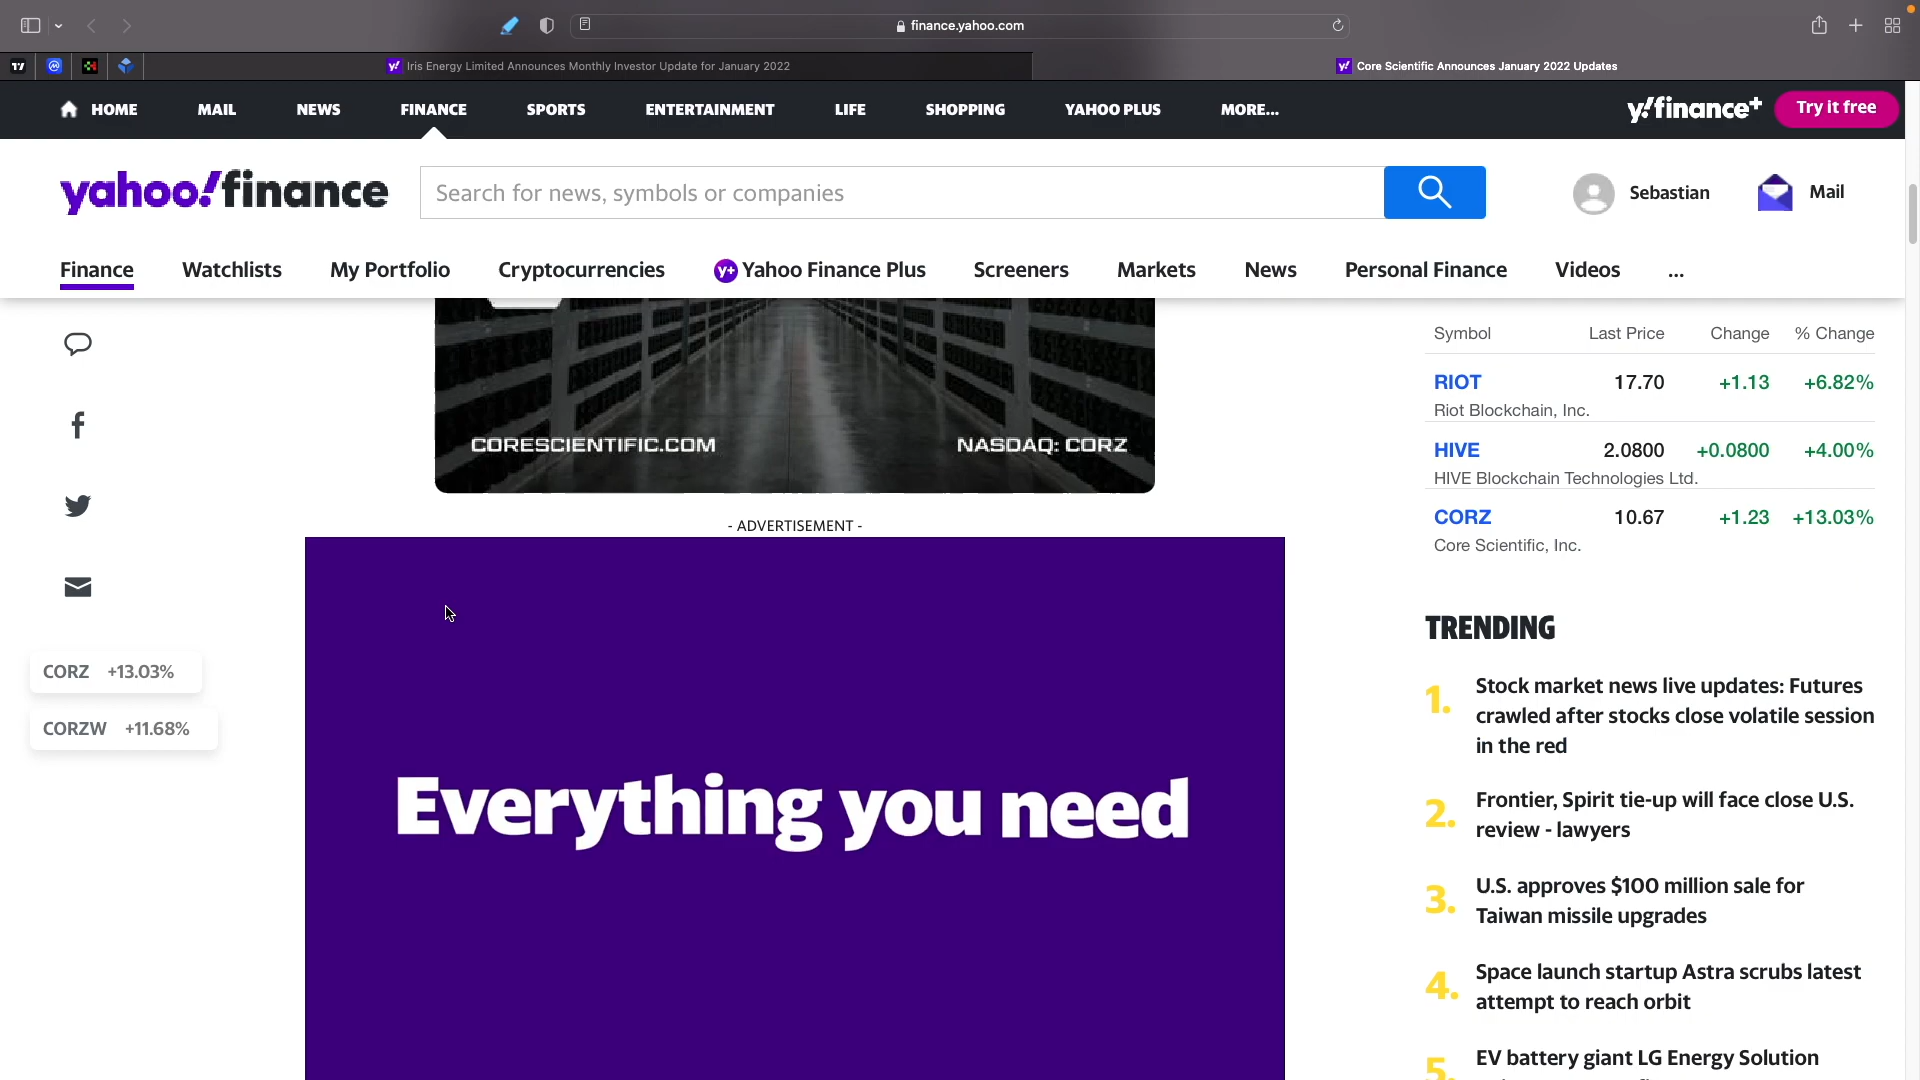 finance.yahoo.com
Iris Energy Limited Announces Monthly Investor Update for January 2022
Core Scientific Announces January 2022 Updates
HOME MAIL NEWS FINANCE SPORTS ENTERTAINMENT LIFE SHOPPING YAHOO PLUS MORE...
y!finance+ Try it free
yahoo!finance
Search for news, symbols or companies
Sebastian
Mail
Finance Watchlists My Portfolio Cryptocurrencies y+ Yahoo Finance Plus Screeners Markets News Personal Finance Videos ...
CORESCIENTIFIC.COM NASDAQ: CORZ
- ADVERTISEMENT -
Everything you need
CORZ +13.03%
CORZW +11.68%
Symbol Last Price Change % Change
RIOT 17.70 +1.13 +6.82%
Riot Blockchain, Inc.
HIVE 2.0800 +0.0800 +4.00%
HIVE Blockchain Technologies Ltd.
CORZ 10.67 +1.23 +13.03%
Core Scientific, Inc.
TRENDING
1. Stock market news live updates: Futures
crawled after stocks close volatile session
in the red
2. Frontier, Spirit tie-up will face close U.S.
review - lawyers
3. U.S. approves $100 million sale for
Taiwan missile upgrades
4. Space launch startup Astra scrubs latest
attempt to reach orbit
5. EV battery giant LG Energy Solution